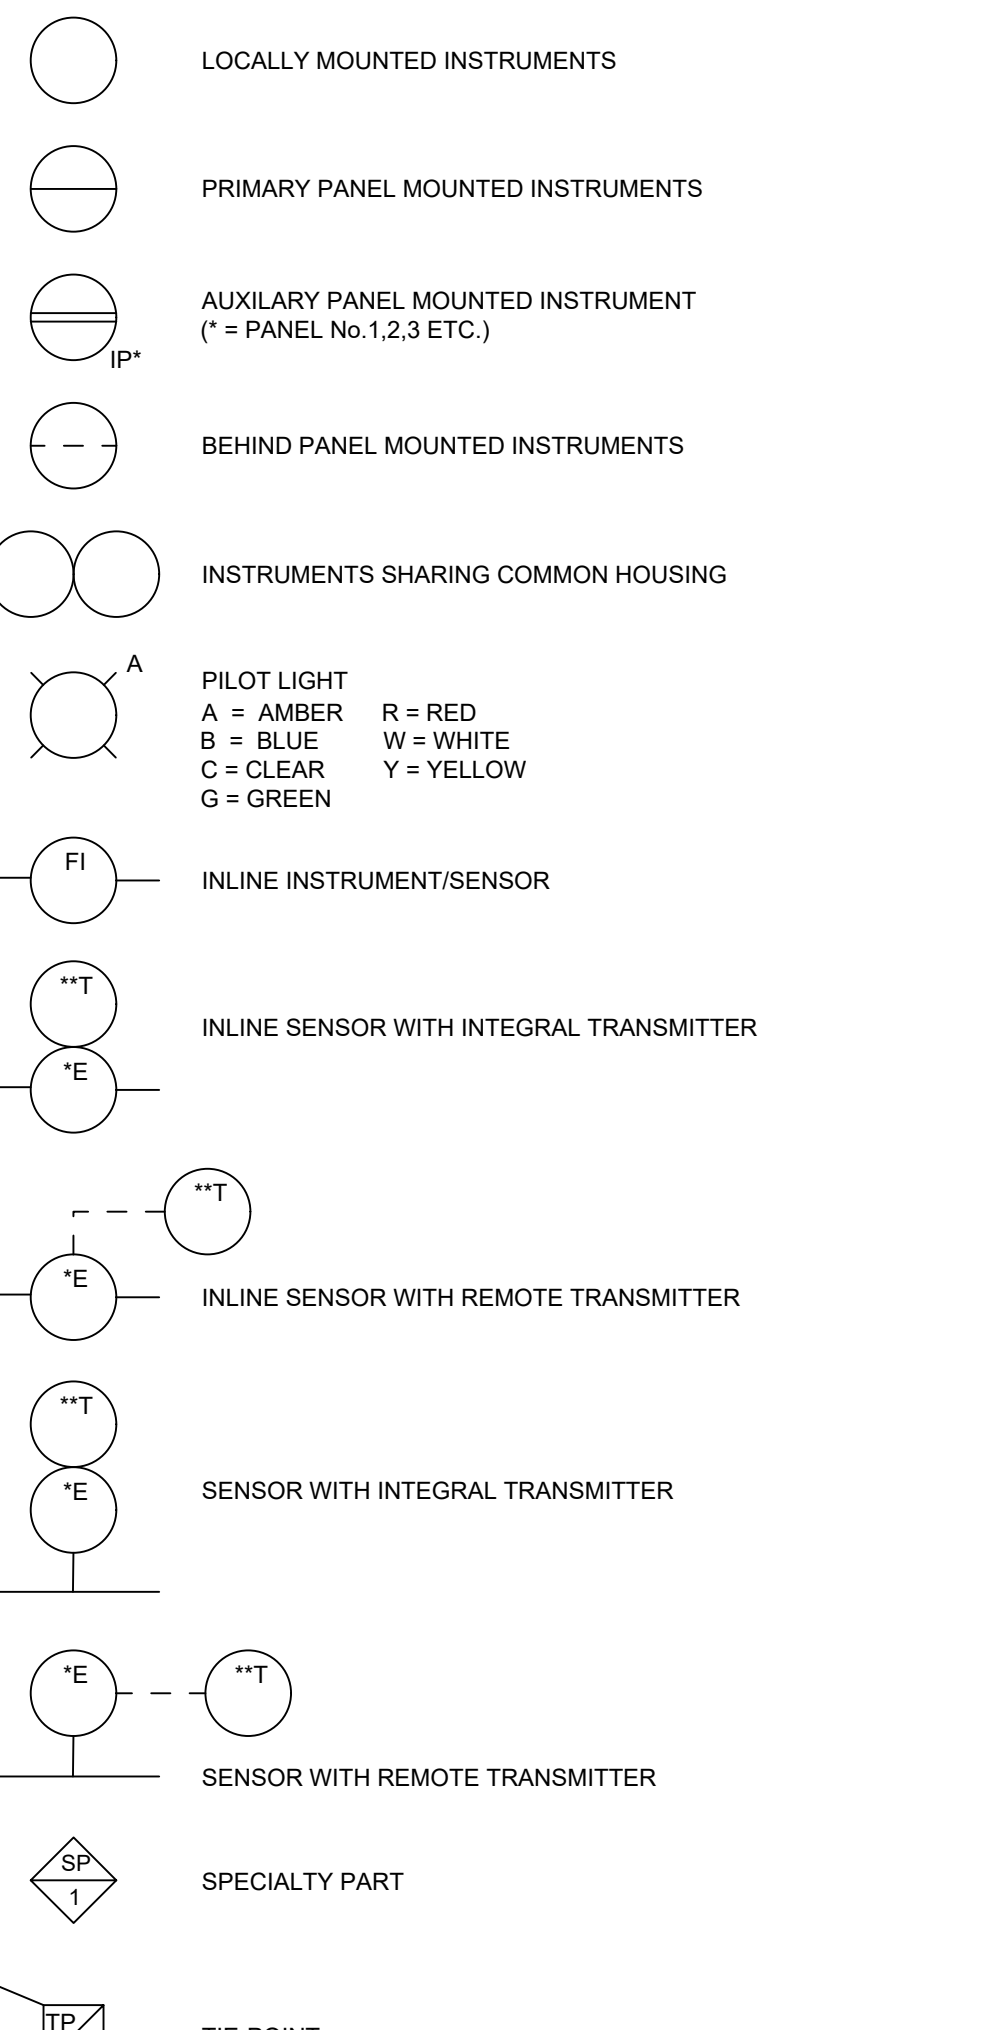 LOCALLY MOUNTED INSTRUMENTS
PRIMARY PANEL MOUNTED INSTRUMENTS
AUXILARY PANEL MOUNTED INSTRUMENT
(* = PANEL No.1,2,3 ETC.)
IP*
BEHIND PANEL MOUNTED INSTRUMENTS
INSTRUMENTS SHARING COMMON HOUSING
A
PILOT LIGHT
A = AMBER R = RED
B = BLUE W = WHITE
C = CLEAR Y = YELLOW
G = GREEN
FI
INLINE INSTRUMENT/SENSOR
**T
INLINE SENSOR WITH INTEGRAL TRANSMITTER
*E
**T
*E
INLINE SENSOR WITH REMOTE TRANSMITTER
**T
*E
SENSOR WITH INTEGRAL TRANSMITTER
*E
**T
SENSOR WITH REMOTE TRANSMITTER
SP
1
SPECIALTY PART
TP
TIE-POINT